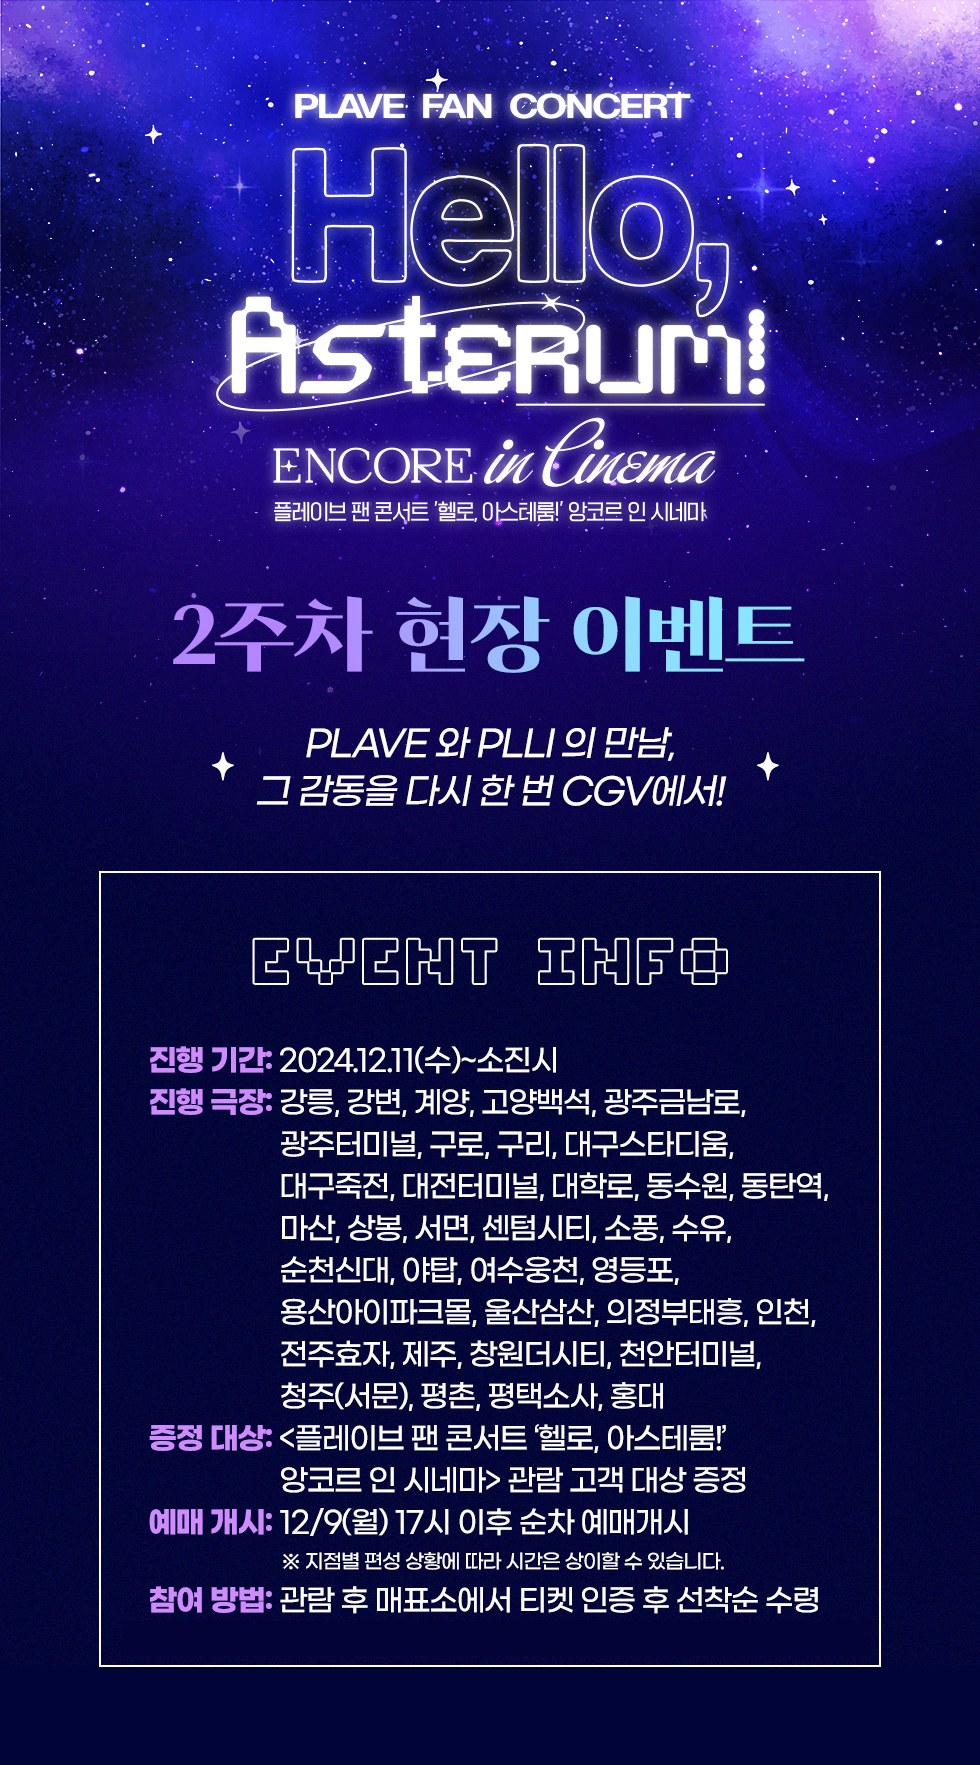 PLAVE FAN CONCERT
Hello,
Asterum!
ENCORE in Cinema
플레이브 팬 콘서트 '헬로, 아스테룸!' 앙코르 인 시네마
2주차 현장 이벤트
PLAVE 와 PLLI 의 만남,
그 감동을 다시 한 번 CGV에서!
EVENT INFO
진행 기간: 2024.12.11(수)~소진시
진행 극장: 강릉, 강변, 계양, 고양백석, 광주금남로,
광주터미널, 구로, 구리, 대구스타디움,
대구죽전, 대전터미널, 대학로, 동수원, 동탄역,
마산, 상봉, 서면, 센텀시티, 소풍, 수유,
순천신대, 야탑, 여수웅천, 영등포,
용산아이파크몰, 울산삼산, 의정부태흥, 인천,
전주효자, 제주, 창원더시티, 천안터미널,
청주(서문), 평촌, 평택소사, 홍대
증정 대상: <플레이브 팬 콘서트 '헬로, 아스테룸!'
앙코르 인 시네마> 관람 고객 대상 증정
예매 개시: 12/9(월) 17시 이후 순차 예매개시
※ 지점별 편성 상황에 따라 시간은 상이할 수 있습니다.
참여 방법: 관람 후 매표소에서 티켓 인증 후 선착순 수령